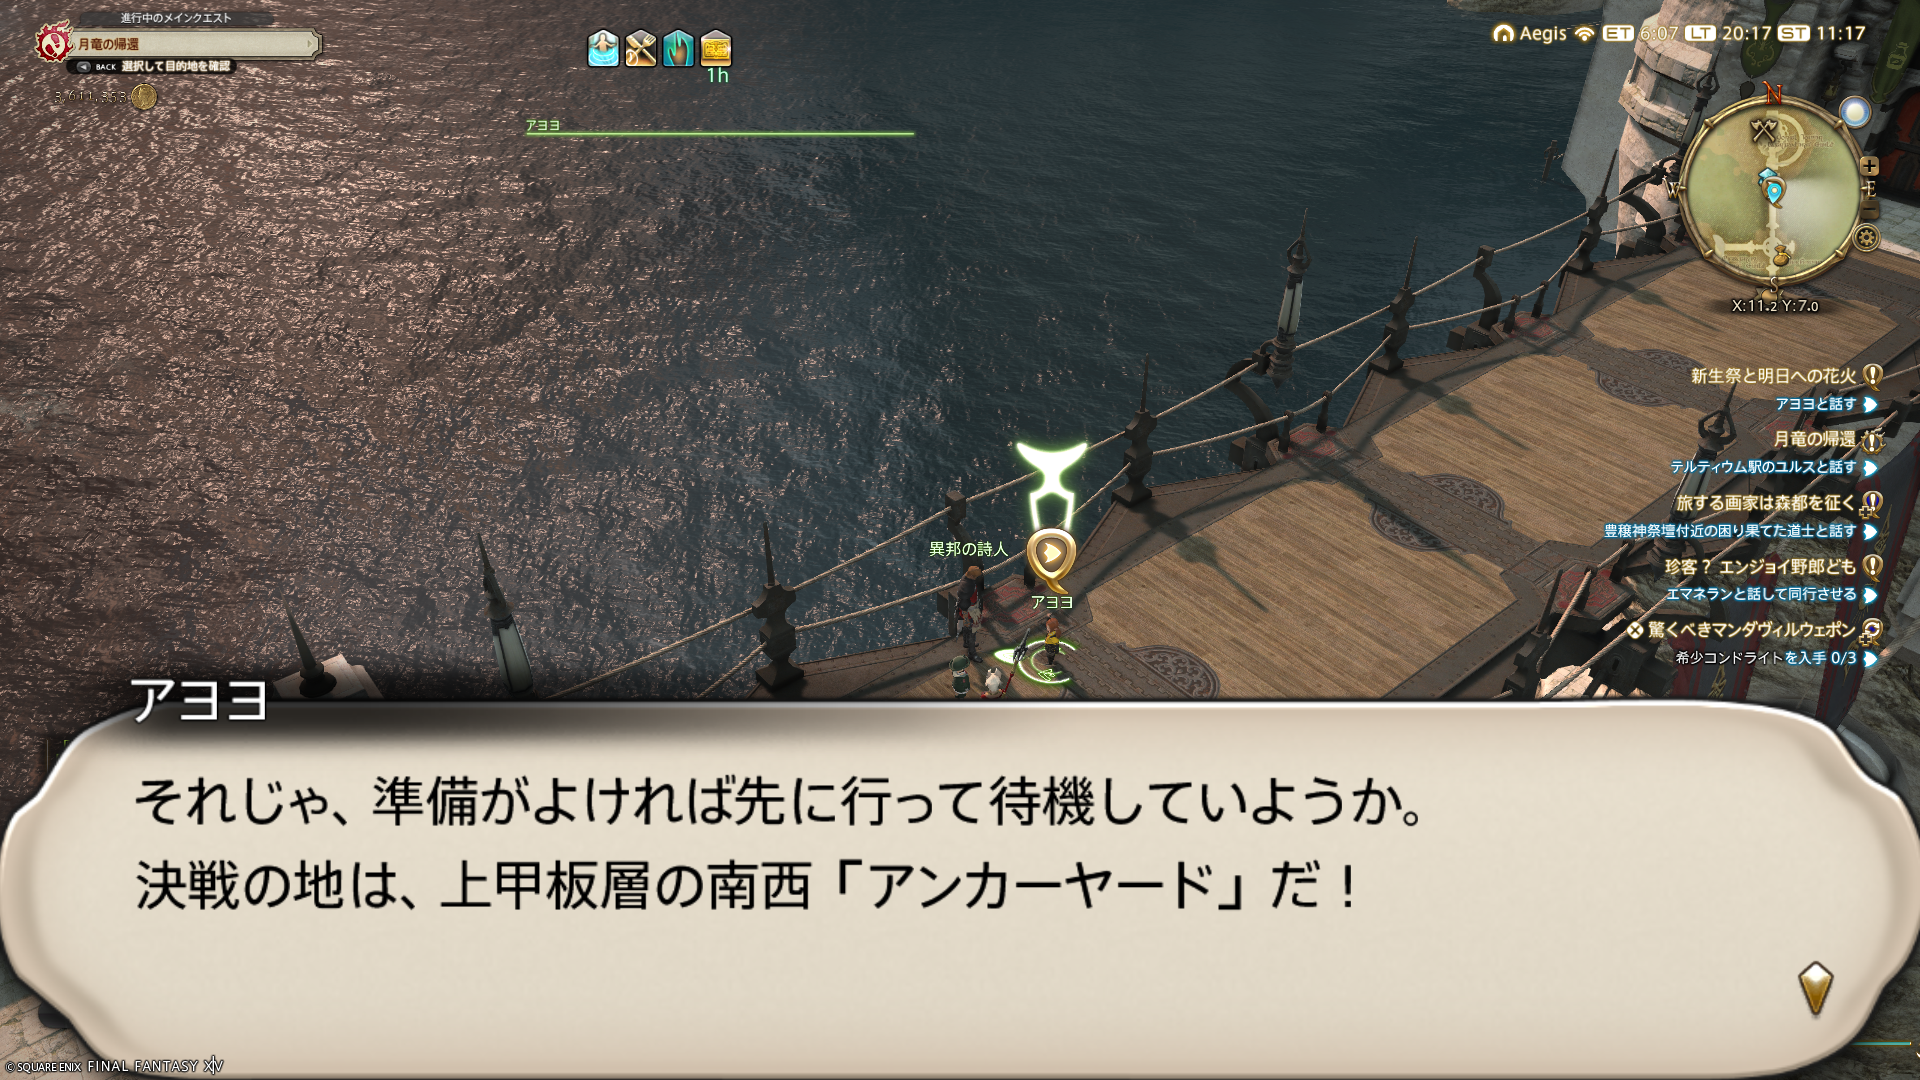 進行中のメインクエスト
月竜の帰還
BACK 選択して目的地を確認
3,611,353
1h
アヨヨ
Aegis ET 6:07 LT 20:17 ST 11:17
N
W
E
S
X:11.2 Y:7.0
新生祭と明日への花火
アヨヨと話す
月竜の帰還
テルティウム駅のユルスと話す
旅する画家は森都を征く
豊穣神祭壇付近の困り果てた道士と話す
珍客？ エンジョイ野郎ども
エマネランと話して同行させる
驚くべきマンダヴィルウェポン
希少コンドライトを入手 0/3
異邦の詩人
アヨヨ
アヨヨ
それじゃ、準備がよければ先に行って待機していようか。
決戦の地は、上甲板層の南西「アンカーヤード」だ！
© SQUARE ENIX FINAL FANTASY XIV